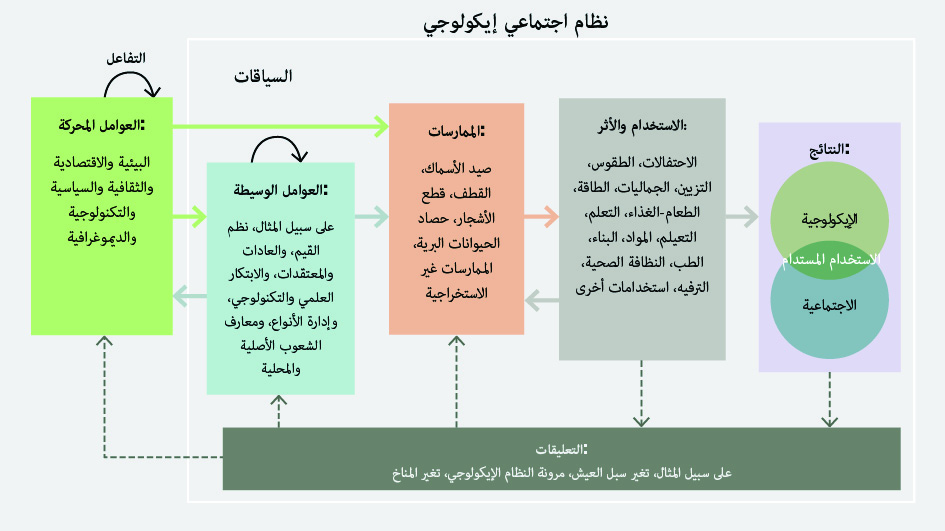 نظام اجتماعي إيكولوجي
التفاعل
السياقات
العوامل المحركة:
البيئية والاقتصادية
والثقافية والسياسية
والتكنولوجية
والديموغرافية
العوامل الوسيطة:
على سبيل المثال، نظم
القيم، والعادات
والمعتقدات، والابتكار
العلمي والتكنولوجي،
وإدارة الأنواع، ومعارف
الشعوب الأصلية
والمحلية
الممارسات:
صيد الأسماك،
القطف، قطع
الأشجار، حصاد
الحيوانات البرية،
الممارسات غير
الاستخراجية
الاستخدام والأثر:
الاحتفالات، الطقوس،
التزيين، الجماليات، الطاقة،
الطعام-الغذاء، التعلم،
التعيلم، المواد، البناء،
الطب، النظافة الصحية،
الترفيه، استخدامات أخرى
النتائج:
الإيكولوجية
الاستخدام المستدام
الاجتماعية
التعليقات:
على سبيل المثال، تغير سبل العيش، مرونة النظام الإيكولوجي، تغير المناخ